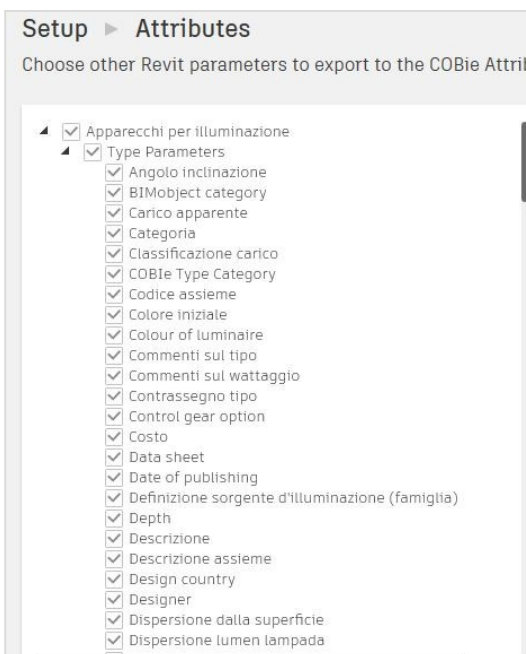 Setup ▶ Attributes
Choose other Revit parameters to export to the COBie Attri
Apparecchi per illuminazione
Type Parameters
Angolo inclinazione
BIMobject category
Carico apparente
Categoria
Classificazione carico
COBIe Type Category
Codice assieme
Colore iniziale
Colour of luminaire
Commenti sul tipo
Commenti sul wattaggio
Contrassegno tipo
Control gear option
Costo
Data sheet
Date of publishing
Definizione sorgente d'illuminazione (famiglia)
Depth
Descrizione
Descrizione assieme
Design country
Designer
Dispersione dalla superficie
Dispersione lumen lampada